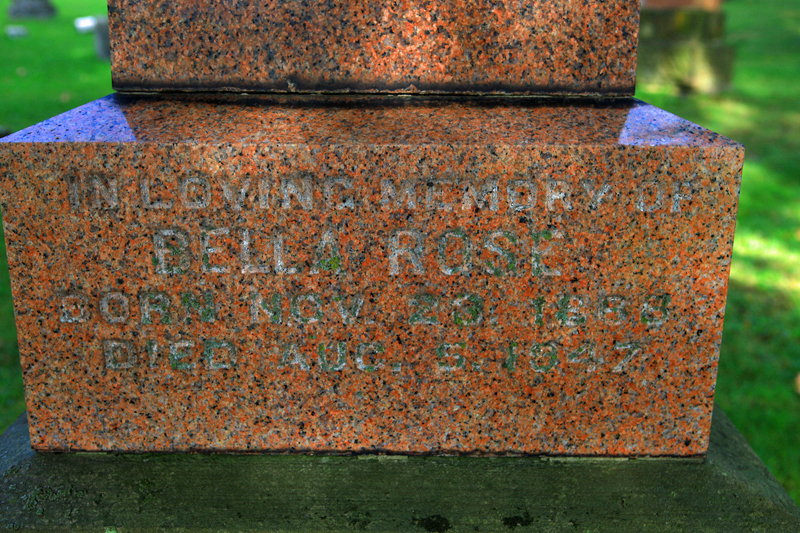 IN LOVING MEMORY OF
BELLA ROSE
BORN NOV. 23.
DIED AUG. 5. 1947